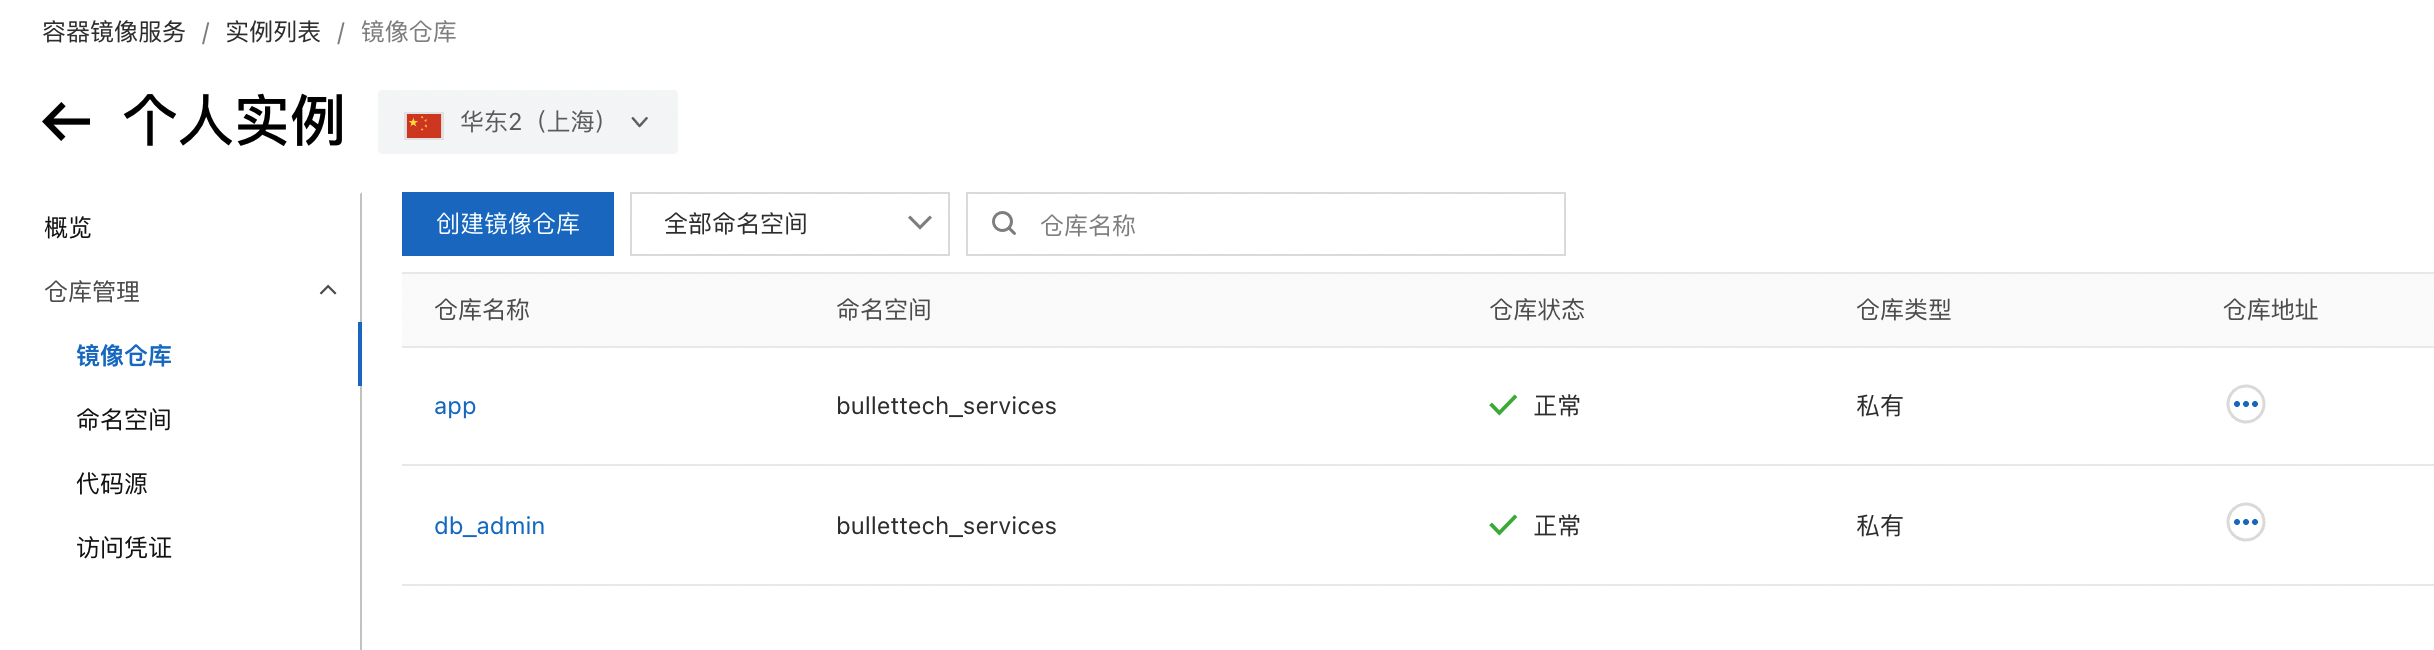 容器镜像服务 / 实例列表 / 镜像仓库
个人实例 华东2（上海）
概览
仓库管理
镜像仓库
命名空间
代码源
访问凭证
创建镜像仓库 全部命名空间 仓库名称
仓库名称 命名空间 仓库状态 仓库类型 仓库地址
app bullettech_services 正常 私有
db_admin bullettech_services 正常 私有